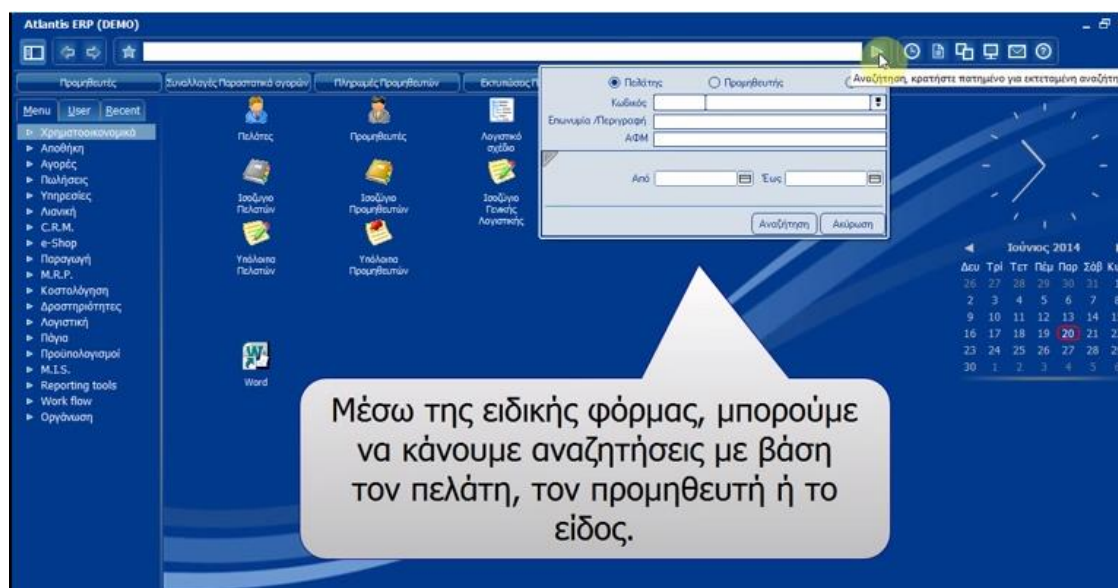 Atlantis ERP (DEMO)
Αναζήτηση, κρατήστε πατημένο για εκτεταμένη αναζήτη
Προμηθευτές
Συναλλαγές Παραστατικά αγορών
Πληρωμές Προμηθευτών
Εκτυπώσεις Π
Menu User Recent
Χρηματοοικονομικά
Αποθήκη
Αγορές
Πωλήσεις
Υπηρεσίες
Λιανική
C.R.M.
e-Shop
Παραγωγή
M.R.P.
Κοστολόγηση
Δραστηριότητες
Λογιστική
Πάγια
Προϋπολογισμοί
M.I.S.
Reporting tools
Work flow
Οργάνωση
Πελάτες
Προμηθευτές
Λογιστικό
σχέδιο
Ισοζύγιο
Πελατών
Ισοζύγιο
Προμηθευτών
Ισοζύγιο
Γενικής
Λογιστικής
Υπόλοιπα
Πελατών
Υπόλοιπα
Προμηθευτών
Word
Πελάτης Προμηθευτής
Κωδικός
Επωνυμία /Περιγραφή
ΑΦΜ
Από Έως
Αναζήτηση Ακύρωση
Ιούνιος 2014
Δευ Τρί Τετ Πέμ Παρ Σάβ Κυ
26 27 28 29 30 31 1
2 3 4 5 6 7 8
9 10 11 12 13 14 1
16 17 18 19 20 21 2
23 24 25 26 27 28 2
30 1 2 3 4 5 6
Μέσω της ειδικής φόρμας, μπορούμε
να κάνουμε αναζητήσεις με βάση
τον πελάτη, τον προμηθευτή ή το
είδος.